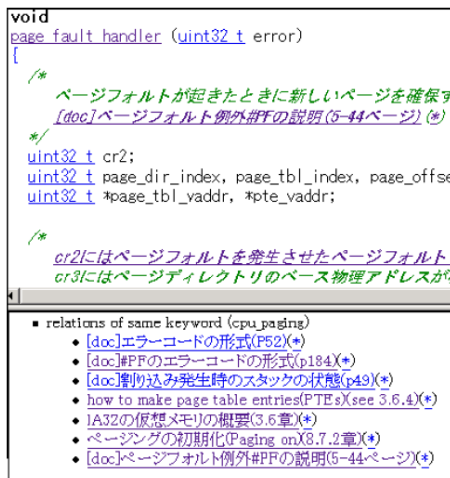 void
page_fault_handler (uint32_t error)
{
/*
ページフォルトが起きたときに新しいページを確保す
[doc]ページフォルト例外#PFの説明(5-44ページ)(*)
*/
uint32_t cr2;
uint32_t page_dir_index, page_tbl_index, page_offse
uint32_t *page_tbl_vaddr, *pte_vaddr;
/*
cr2にはページフォルトを発生させたページフォルト
cr3にはページディレクトリのベース物理アドレスが
relations of same keyword (cpu_paging)
[doc]エラーコードの形式(P52)(*)
[doc]#PFのエラーコードの形式(p184)(*)
[doc]割り込み発生時のスタックの状態(p49)(*)
how to make page table entries(PTEs)(see 3.6.4)(*)
IA32の仮想メモリの概要(3.6章)(*)
ページングの初期化(Paging on)(8.7.2章)(*)
[doc]ページフォルト例外#PFの説明(5-44ページ)(*)